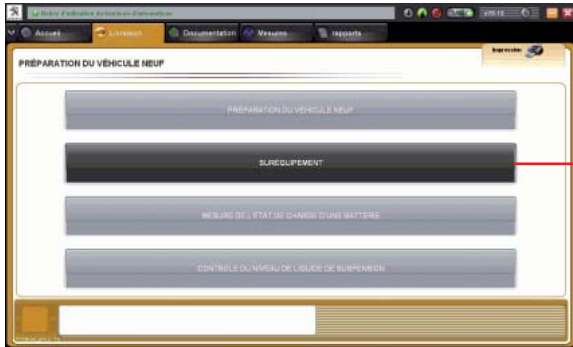 Accueil Livraison Documentation Mesures rapports
Impression
PRÉPARATION DU VÉHICULE NEUF
PRÉPARATION DU VÉHICULE NEUF
SURÉQUIPEMENT
MESURE DE L'ÉTAT DE CHARGE D'UNE BATTERIE
CONTRÔLE DU NIVEAU DE LIQUIDE DE SUSPENSION